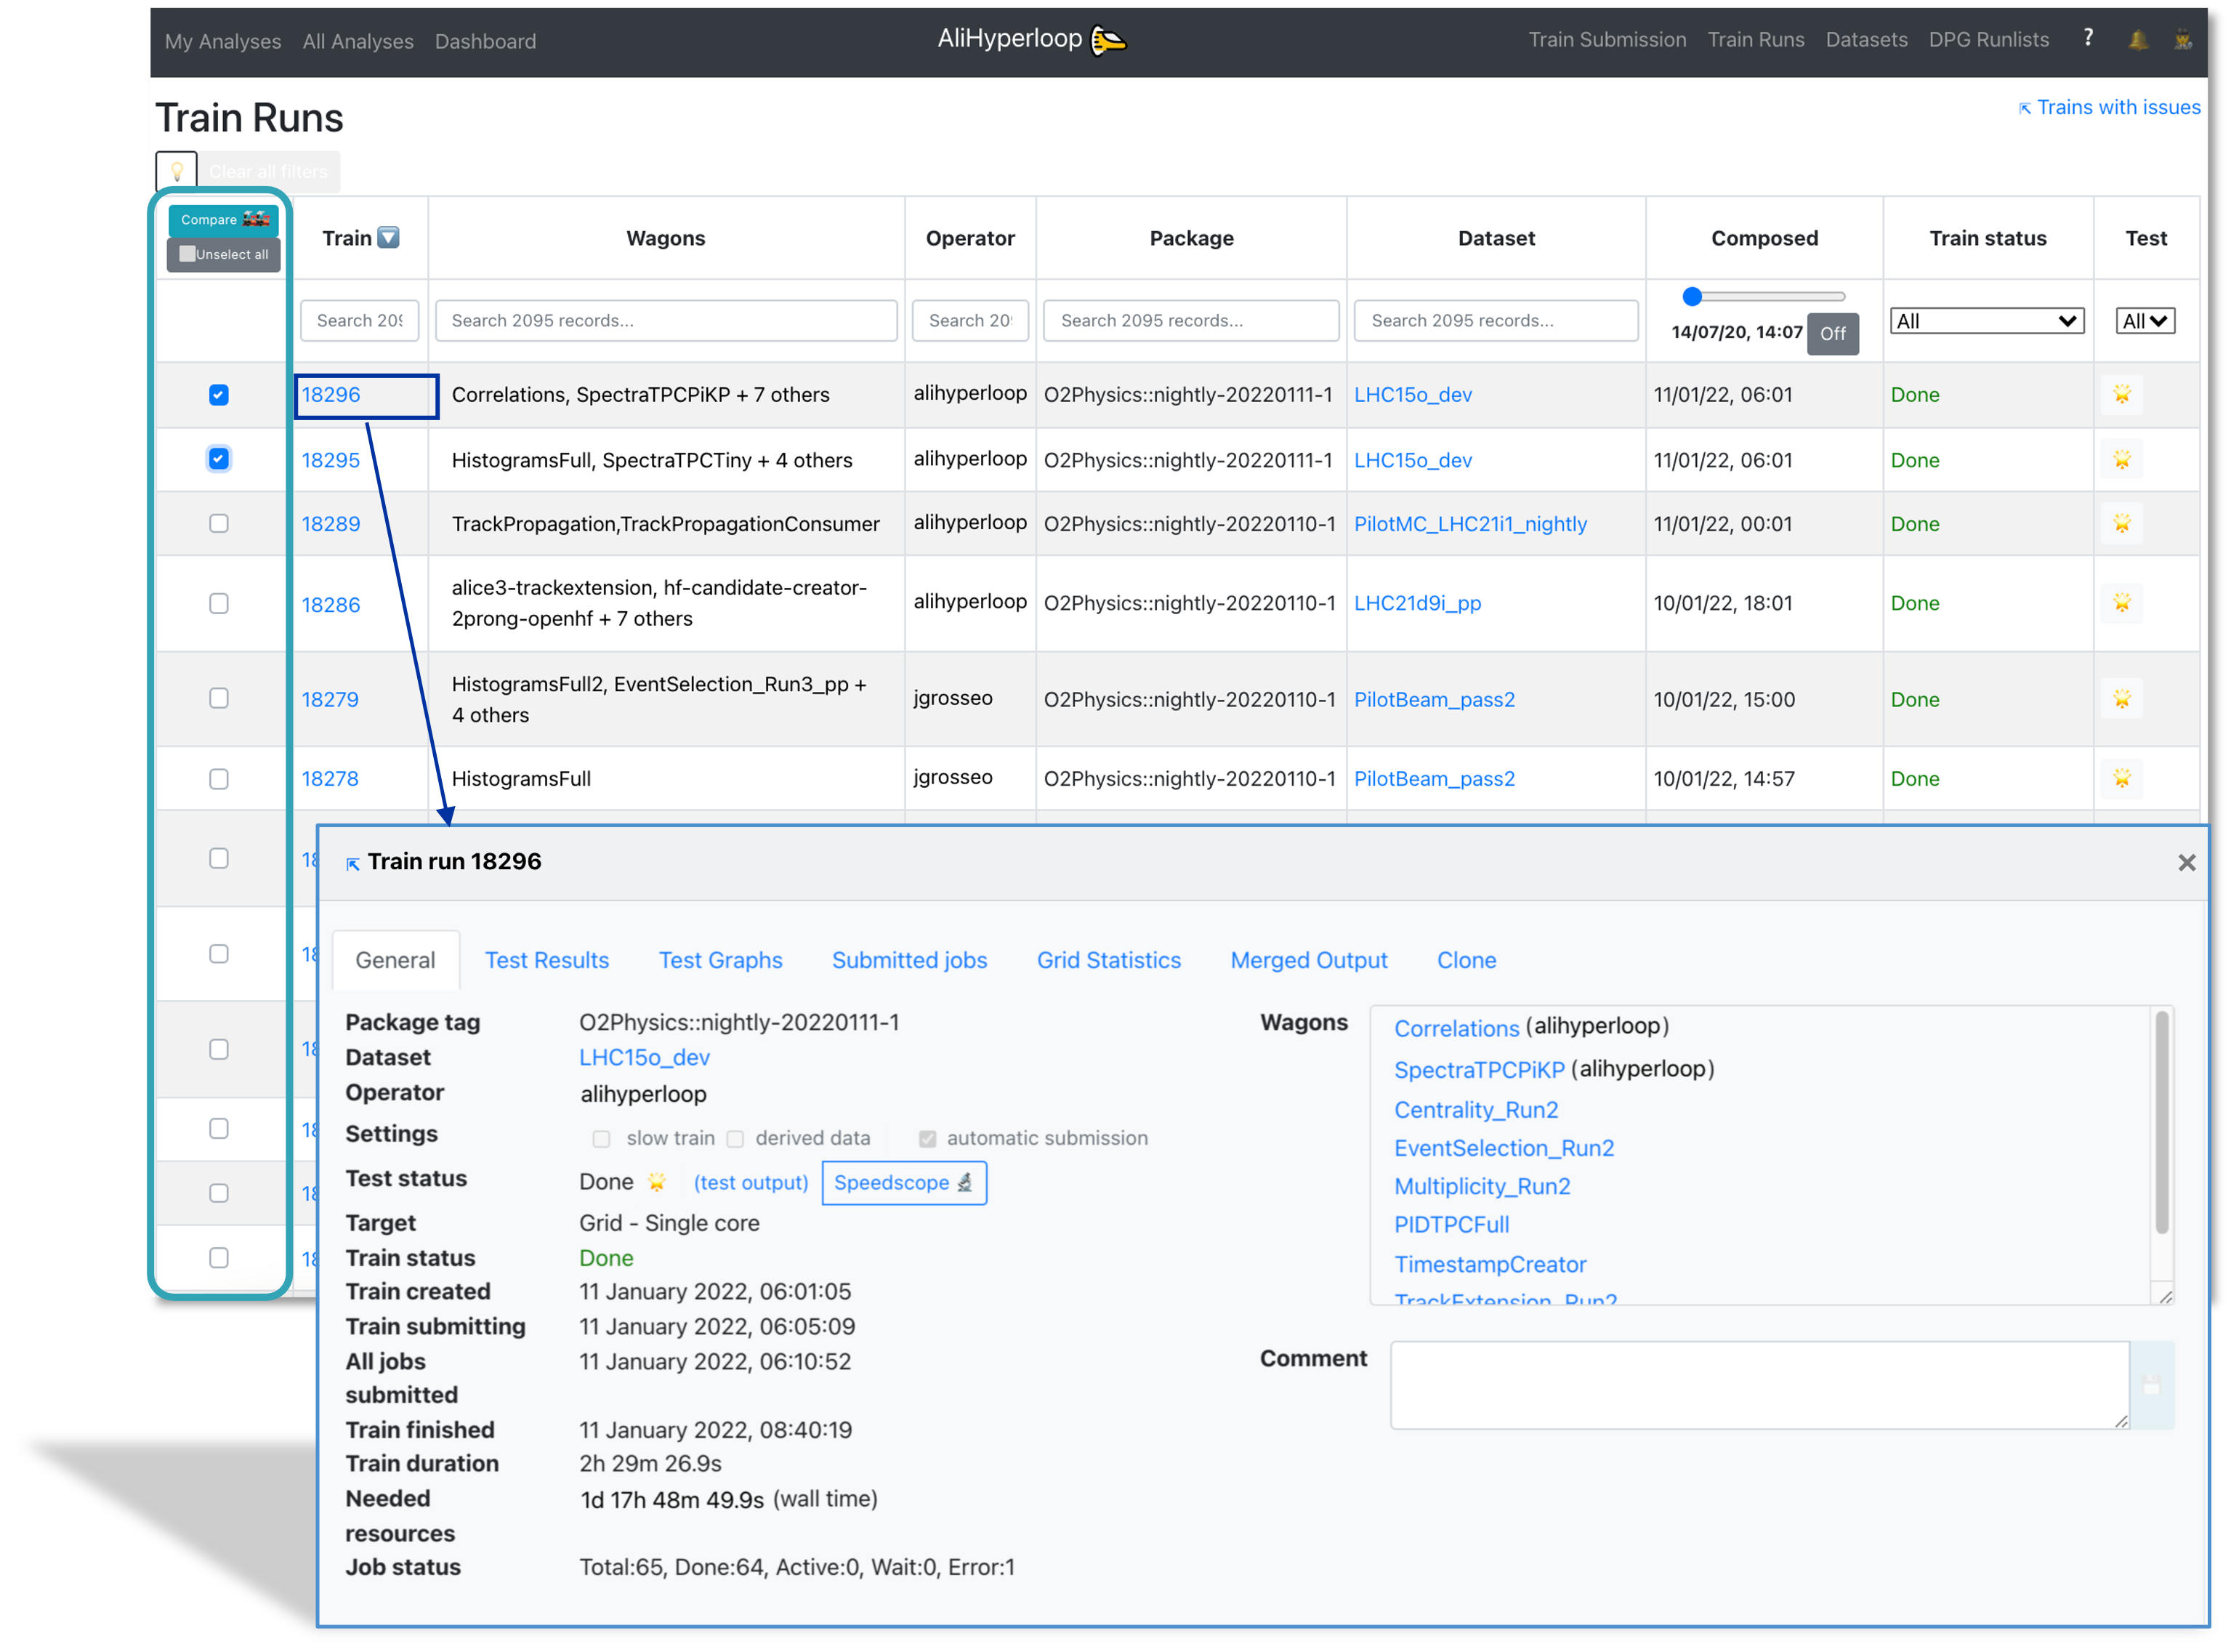 My Analyses All Analyses Dashboard AliHyperloop Train Submission Train Runs Datasets DPG Runlists ?
Train Runs
Trains with issues
Clear all filters
Compare
Unselect all
Train Wagons Operator Package Dataset Composed Train status Test
Search 2095 records... Search 2095 records... Search 2095 records...
14/07/20, 14:07 Off All All
18296 Correlations, SpectraTPCPiKP + 7 others alihyperloop O2Physics::nightly-20220111-1 LHC15o_dev 11/01/22, 06:01 Done
18295 HistogramsFull, SpectraTPCTiny + 4 others alihyperloop O2Physics::nightly-20220111-1 LHC15o_dev 11/01/22, 06:01 Done
18289 TrackPropagation,TrackPropagationConsumer alihyperloop O2Physics::nightly-20220110-1 PilotMC_LHC21i1_nightly 11/01/22, 00:01 Done
18286 alice3-trackextension, hf-candidate-creator-
2prong-openhf + 7 others alihyperloop O2Physics::nightly-20220110-1 LHC21d9i_pp 10/01/22, 18:01 Done
18279 HistogramsFull2, EventSelection_Run3_pp +
4 others jgrosseo O2Physics::nightly-20220110-1 PilotBeam_pass2 10/01/22, 15:00 Done
18278 HistogramsFull jgrosseo O2Physics::nightly-20220110-1 PilotBeam_pass2 10/01/22, 14:57 Done
Train run 18296 ×
General Test Results Test Graphs Submitted jobs Grid Statistics Merged Output Clone
Package tag O2Physics::nightly-20220111-1
Dataset LHC15o_dev
Operator alihyperloop
Settings slow train derived data automatic submission
Test status Done (test output) Speedscope
Target Grid - Single core
Train status Done
Train created 11 January 2022, 06:01:05
Train submitting 11 January 2022, 06:05:09
All jobs
submitted 11 January 2022, 06:10:52
Train finished 11 January 2022, 08:40:19
Train duration 2h 29m 26.9s
Needed
resources 1d 17h 48m 49.9s (wall time)
Job status Total:65, Done:64, Active:0, Wait:0, Error:1
Wagons Correlations (alihyperloop)
SpectraTPCPiKP (alihyperloop)
Centrality_Run2
EventSelection_Run2
Multiplicity_Run2
PIDTPCFull
TimestampCreator
TrackExtension_Run2
Comment